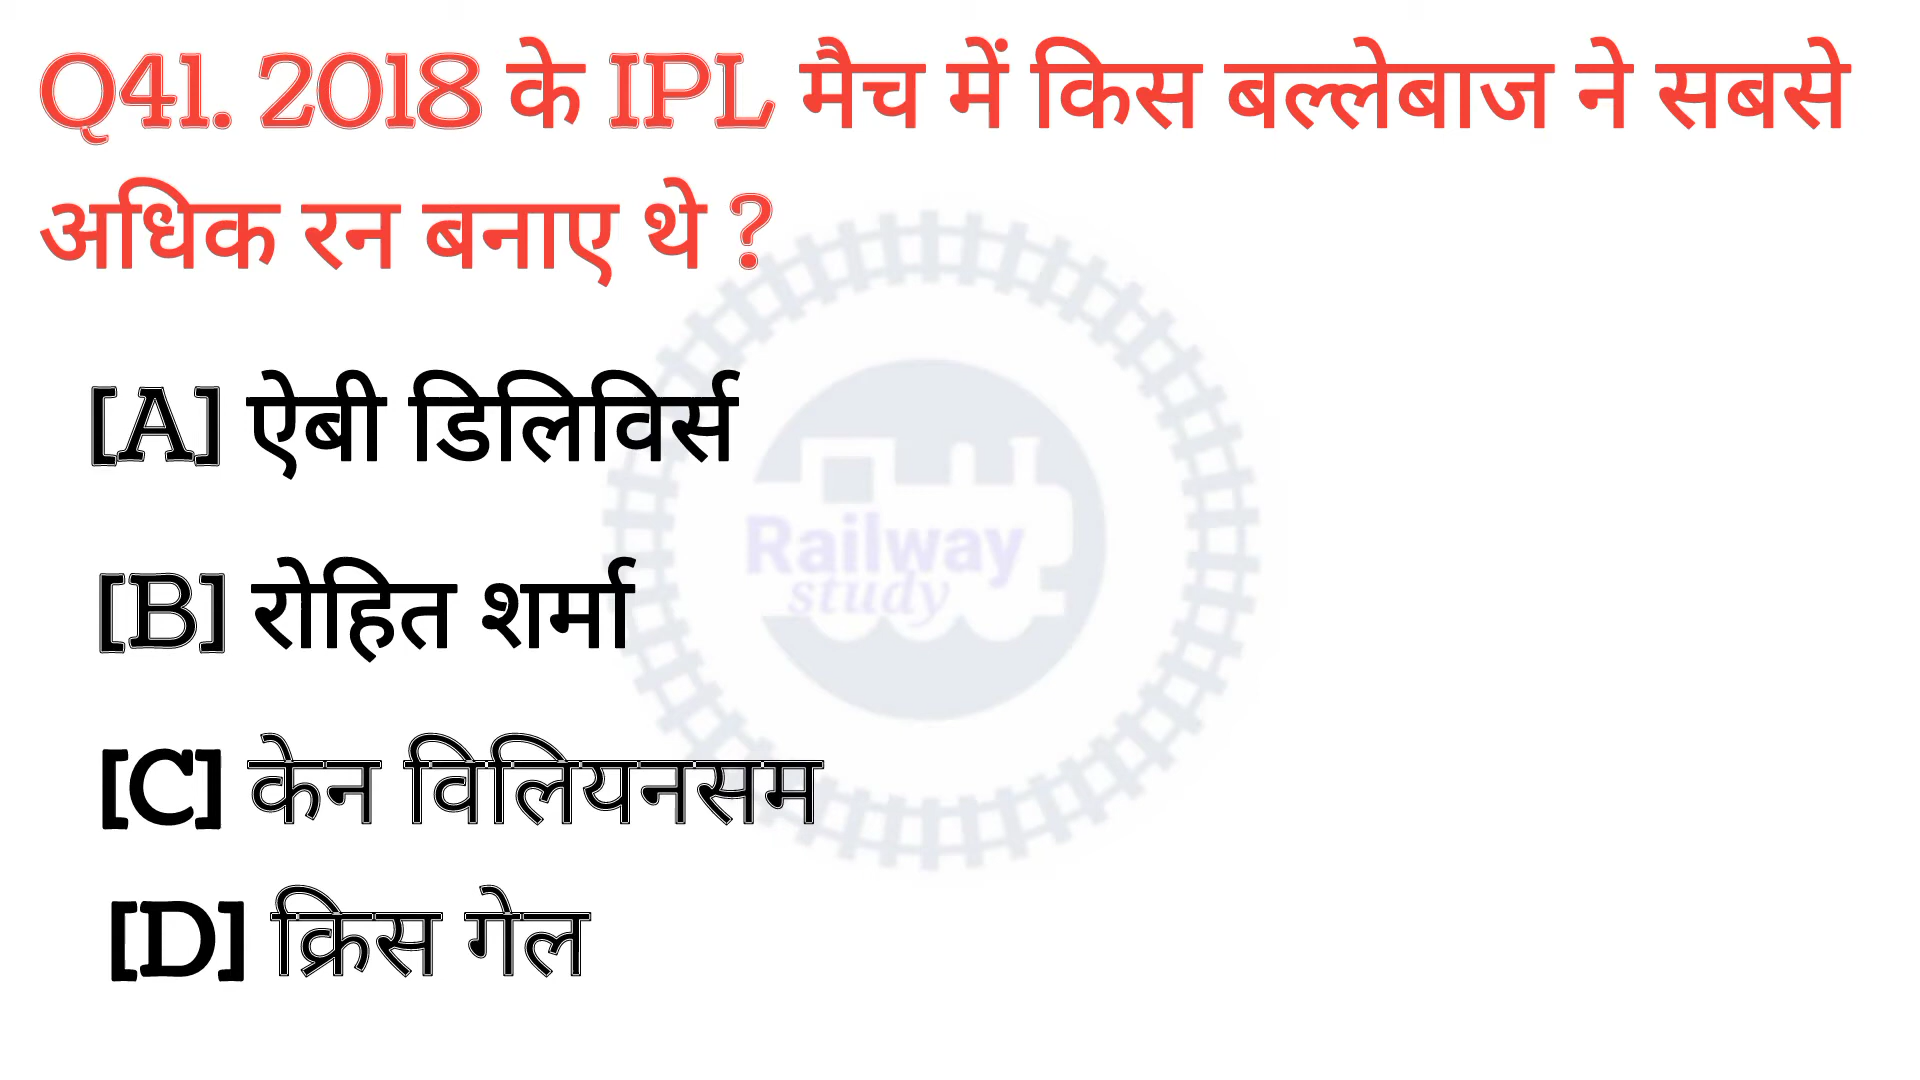 Q41. 2018 के IPL मैच में किस बल्लेबाज ने सबसे
अधिक रन बनाए थे ?
[A] ऐबी डिलिविर्स
Railway
study
[B] रोहित शर्मा
[C] केन विलियनसम
[D] क्रिस गेल